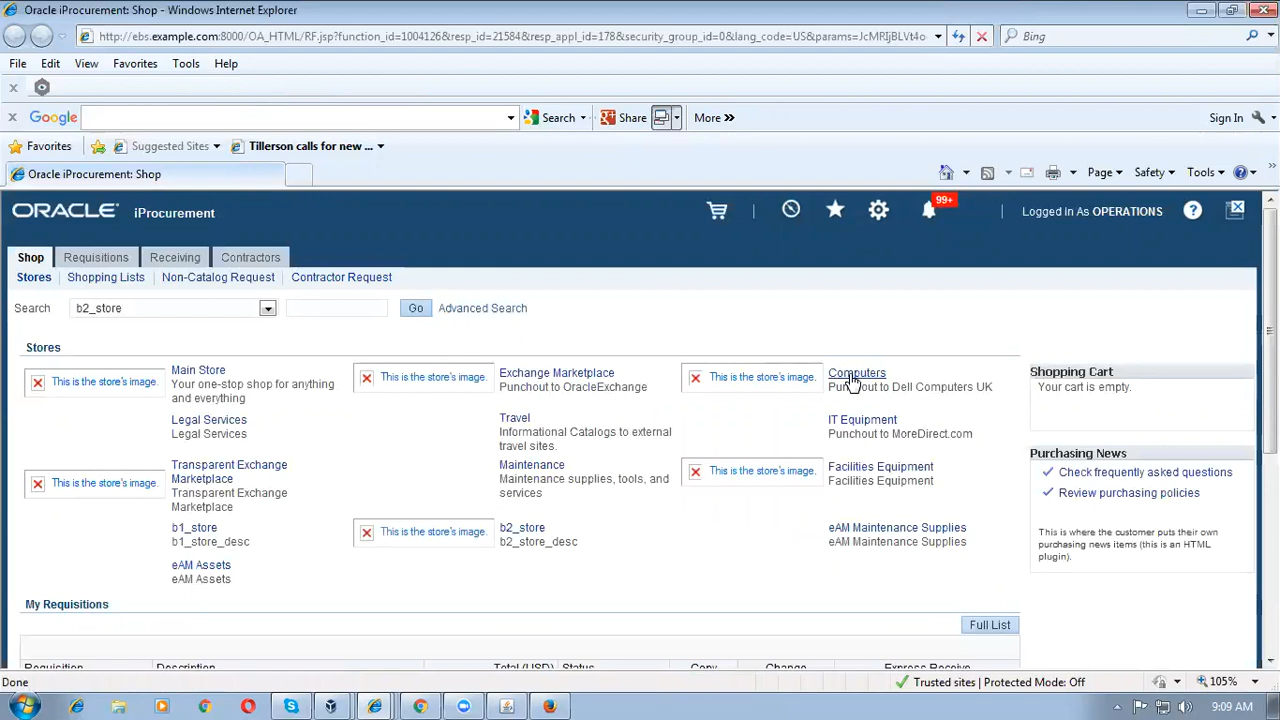 Oracle iProcurement: Shop - Windows Internet Explorer
http://ebs.example.com:8000/OA_HTML/RF.jsp?function_id=1004126&resp_id=21584&resp_appl_id=178&security_group_id=0&lang_code=US&params=JcMRIjBLVt4o
Bing
File Edit View Favorites Tools Help
Google Search Share More » Sign In
Favorites Suggested Sites Tillerson calls for new ...
Oracle iProcurement: Shop Page Safety Tools
ORACLE® iProcurement 99+ Logged in As OPERATIONS
Shop Requisitions Receiving Contractors
Stores Shopping Lists Non-Catalog Request Contractor Request
Search b2_store Go Advanced Search
Stores
This is the store's image.
Main Store
Your one-stop shop for anything
and everything
This is the store's image.
Exchange Marketplace
Punchout to OracleExchange
This is the store's image.
Computers
Punchout to Dell Computers UK
Legal Services
Legal Services
Travel
Informational Catalogs to external
travel sites.
IT Equipment
Punchout to MoreDirect.com
This is the store's image.
Transparent Exchange
Marketplace
Transparent Exchange
Marketplace
Maintenance
Maintenance supplies, tools, and
services
This is the store's image.
Facilities Equipment
Facilities Equipment
b1_store
b1_store_desc
This is the store's image.
b2_store
b2_store_desc
eAM Maintenance Supplies
eAM Maintenance Supplies
eAM Assets
eAM Assets
Shopping Cart
Your cart is empty.
Purchasing News
Check frequently asked questions
Review purchasing policies
This is where the customer puts their own
purchasing news items (this is an HTML
plugin).
My Requisitions
Full List
Requisition Description Total (USD) Status Copy Change Express Receive
Done Trusted sites | Protected Mode: Off 105%
9:09 AM